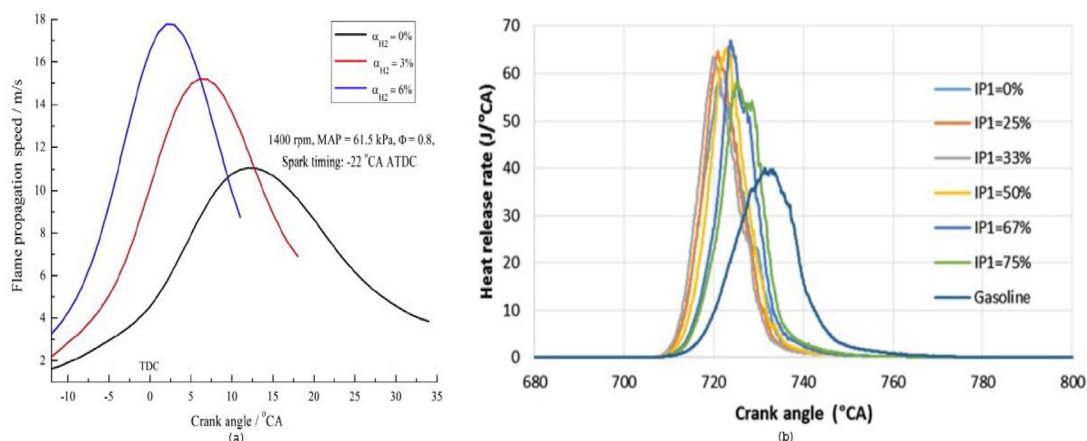 18
16
14
12
10
8
6
4
2
Flame propagation speed / m/s
α H2 = 0%
α H2 = 3%
α H2 = 6%
1400 rpm, MAP = 61.5 kPa, Φ = 0.8,
Spark timing: -22 °CA ATDC
TDC
-10 -5 0 5 10 15 20 25 30 35
Crank angle / °CA
(a)
70
60
50
40
30
20
10
0
Heat release rate (J/°CA)
IP1=0%
IP1=25%
IP1=33%
IP1=50%
IP1=67%
IP1=75%
Gasoline
680 700 720 740 760 780 800
Crank angle (°CA)
(b)